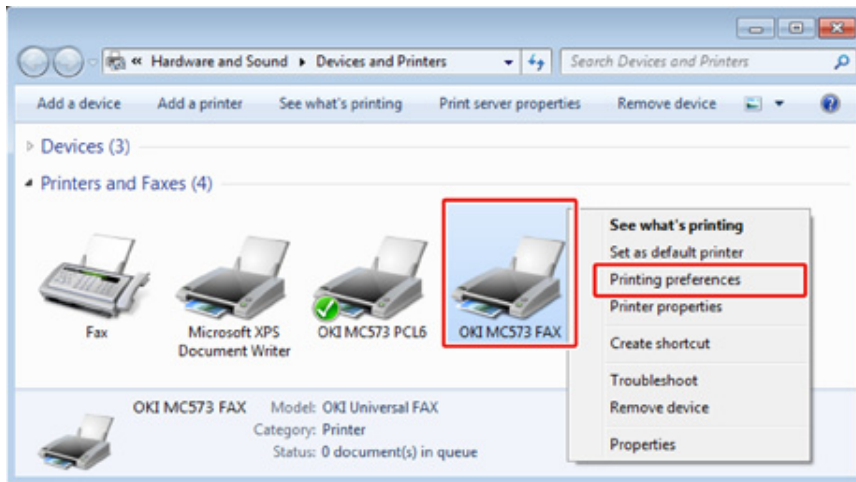 « Hardware and Sound ▸ Devices and Printers
Search Devices and Printers
Add a device Add a printer See what's printing Print server properties Remove device
Devices (3)
Printers and Faxes (4)
Fax
Microsoft XPS
Document Writer
OKI MC573 PCL6
OKI MC573 FAX
See what's printing
Set as default printer
Printing preferences
Printer properties
Create shortcut
Troubleshoot
Remove device
Properties
OKI MC573 FAX Model: OKI Universal FAX
Category: Printer
Status: 0 document(s) in queue